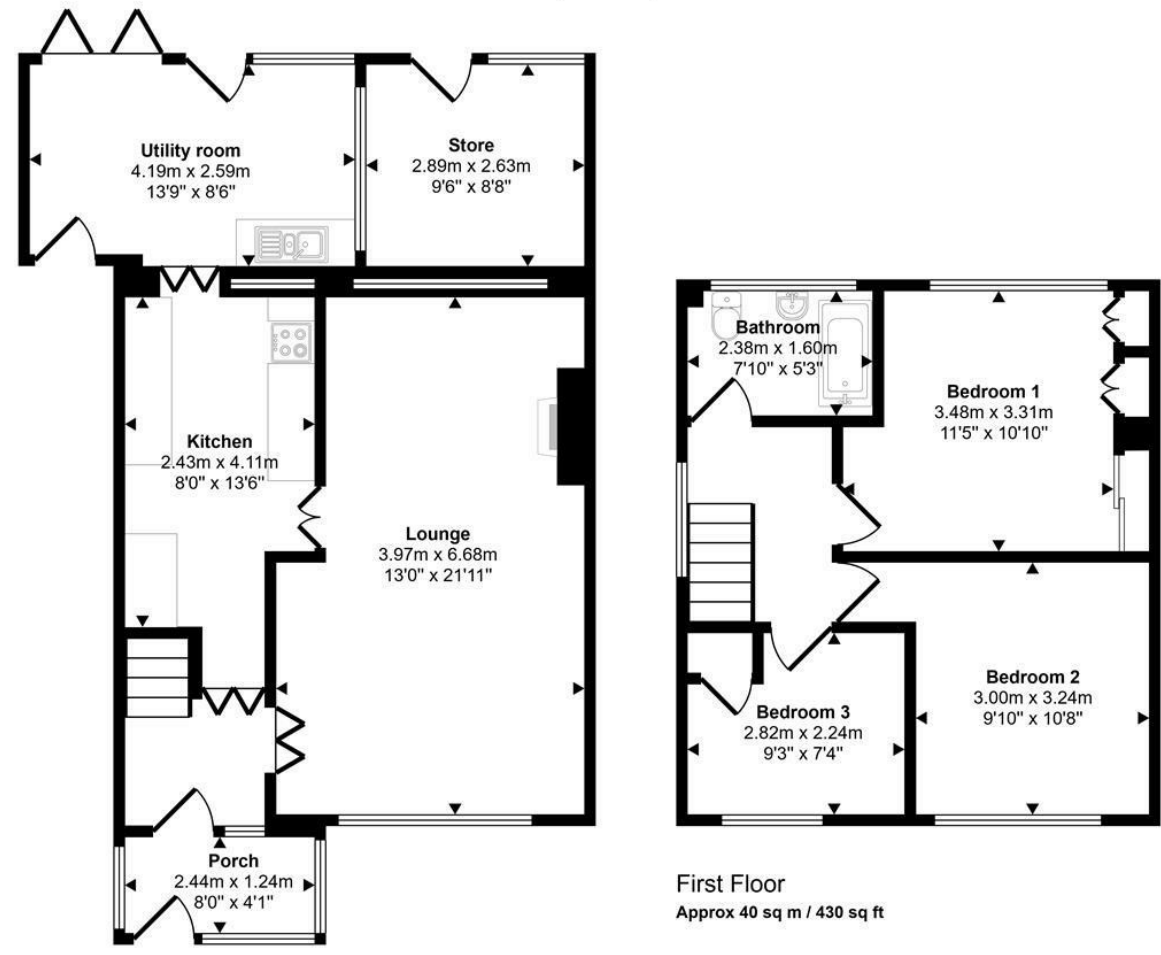 Utility room
4.19m x 2.59m
13'9" x 8'6"
Store
2.89m x 2.63m
9'6" x 8'8"
Kitchen
2.43m x 4.11m
8'0" x 13'6"
Lounge
3.97m x 6.68m
13'0" x 21'11"
Porch
2.44m x 1.24m
8'0" x 4'1"
Bathroom
2.38m x 1.60m
7'10" x 5'3"
Bedroom 1
3.48m x 3.31m
11'5" x 10'10"
Bedroom 2
3.00m x 3.24m
9'10" x 10'8"
Bedroom 3
2.82m x 2.24m
9'3" x 7'4"
First Floor
Approx 40 sq m / 430 sq ft